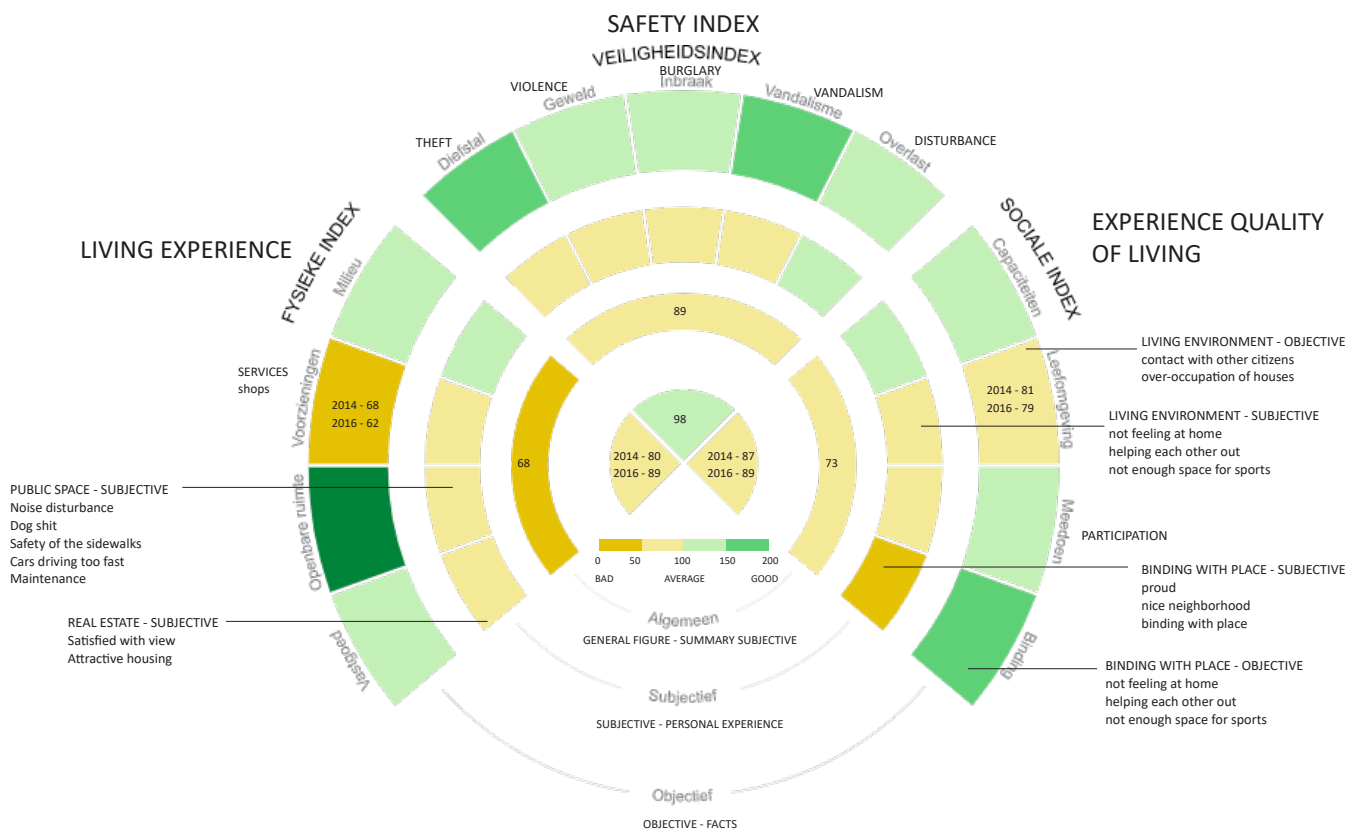 SAFETY INDEX
VEILIGHEIDSINDEX
BURGLARY
Inbraak
VIOLENCE
Geweld
VANDALISM
Vandalisme
THEFT
Diefstal
DISTURBANCE
Overlast
LIVING EXPERIENCE
FYSIEKE INDEX
Milieu
SERVICES
shops
Voorzieningen
2014 - 68
2016 - 62
Openbare ruimte
Vastgoed
PUBLIC SPACE - SUBJECTIVE
Noise disturbance
Dog shit
Safety of the sidewalks
Cars driving too fast
Maintenance
REAL ESTATE - SUBJECTIVE
Satisfied with view
Attractive housing
EXPERIENCE QUALITY
OF LIVING
SOCIALE INDEX
Capaciteiten
Leefomgeving
2014 - 81
2016 - 79
Meedoen
Binding
LIVING ENVIRONMENT - OBJECTIVE
contact with other citizens
over-occupation of houses
LIVING ENVIRONMENT - SUBJECTIVE
not feeling at home
helping each other out
not enough space for sports
PARTICIPATION
BINDING WITH PLACE - SUBJECTIVE
proud
nice neighborhood
binding with place
BINDING WITH PLACE - OBJECTIVE
not feeling at home
helping each other out
not enough space for sports
89
68
73
98
2014 - 80
2016 - 89
2014 - 87
2016 - 89
0 50 100 150 200
BAD AVERAGE GOOD
Algemeen
GENERAL FIGURE - SUMMARY SUBJECTIVE
Subjectief
SUBJECTIVE - PERSONAL EXPERIENCE
Objectief
OBJECTIVE - FACTS